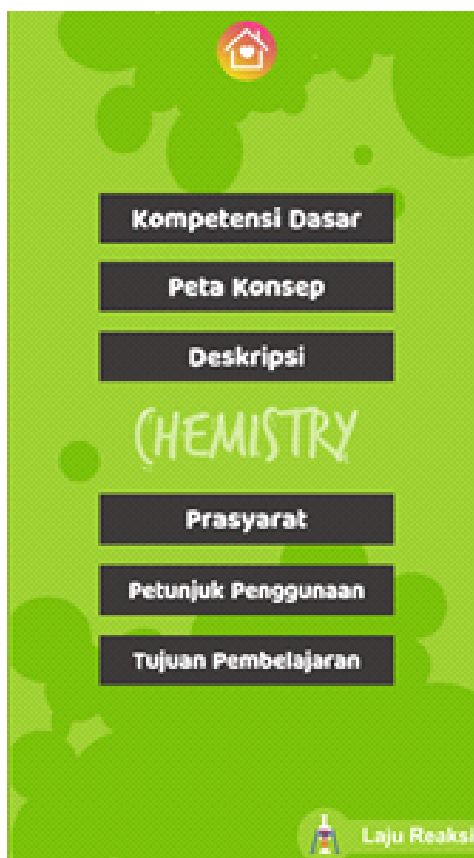 Kompetensi Dasar
Peta Konsep
Deskripsi
CHEMISTRY
Prasyarat
Petunjuk Penggunaan
Tujuan Pembelajaran
Laju Reaksi